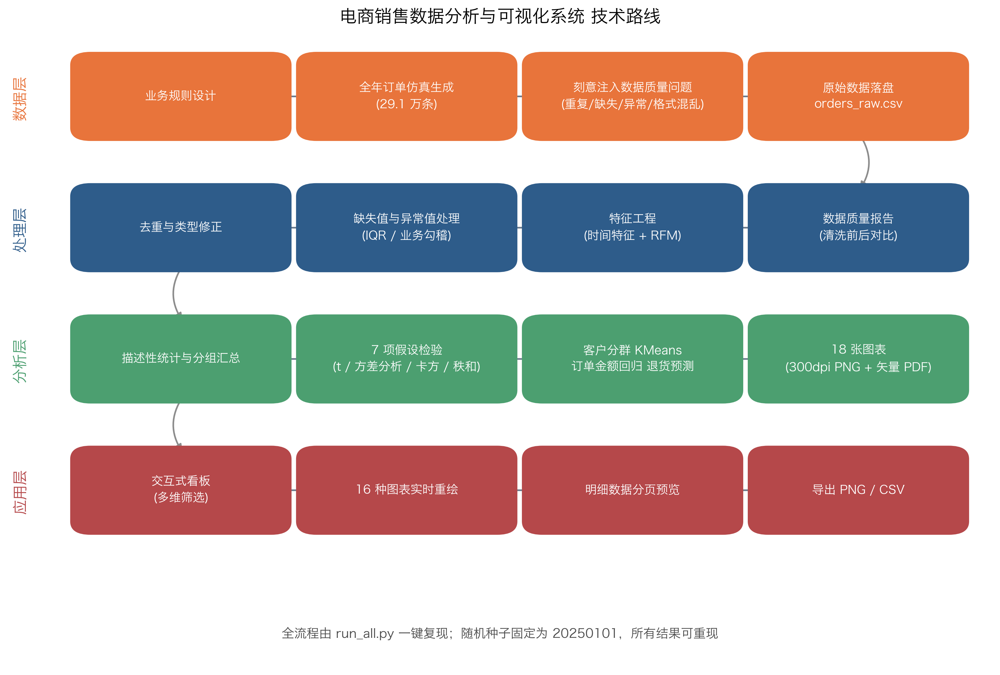 电商销售数据分析与可视化系统 技术路线
数据层
业务规则设计
全年订单仿真生成
(29.1 万条)
刻意注入数据质量问题
(重复/缺失/异常/格式混乱)
原始数据落盘
orders_raw.csv
处理层
去重与类型修正
缺失值与异常值处理
(IQR / 业务勾稽)
特征工程
(时间特征 + RFM)
数据质量报告
(清洗前后对比)
分析层
描述性统计与分组汇总
7 项假设检验
(t / 方差分析 / 卡方 / 秩和)
客户分群 KMeans
订单金额回归 退货预测
18 张图表
(300dpi PNG + 矢量 PDF)
应用层
交互式看板
(多维筛选)
16 种图表实时重绘
明细数据分页预览
导出 PNG / CSV
全流程由 run_all.py 一键复现；随机种子固定为 20250101，所有结果可重现